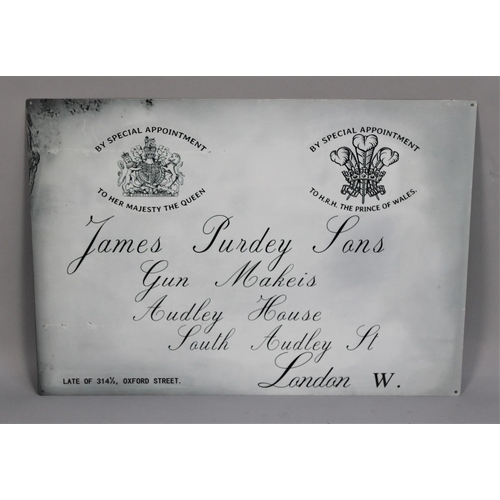 BY SPECIAL APPOINTMENT
TO HER MAJESTY THE QUEEN
BY SPECIAL APPOINTMENT
TO H.R.H. THE PRINCE OF WALES.
James Purdey Sons
Gun Makeis
Audley House
South Audley St
London W.
LATE OF 314½, OXFORD STREET.